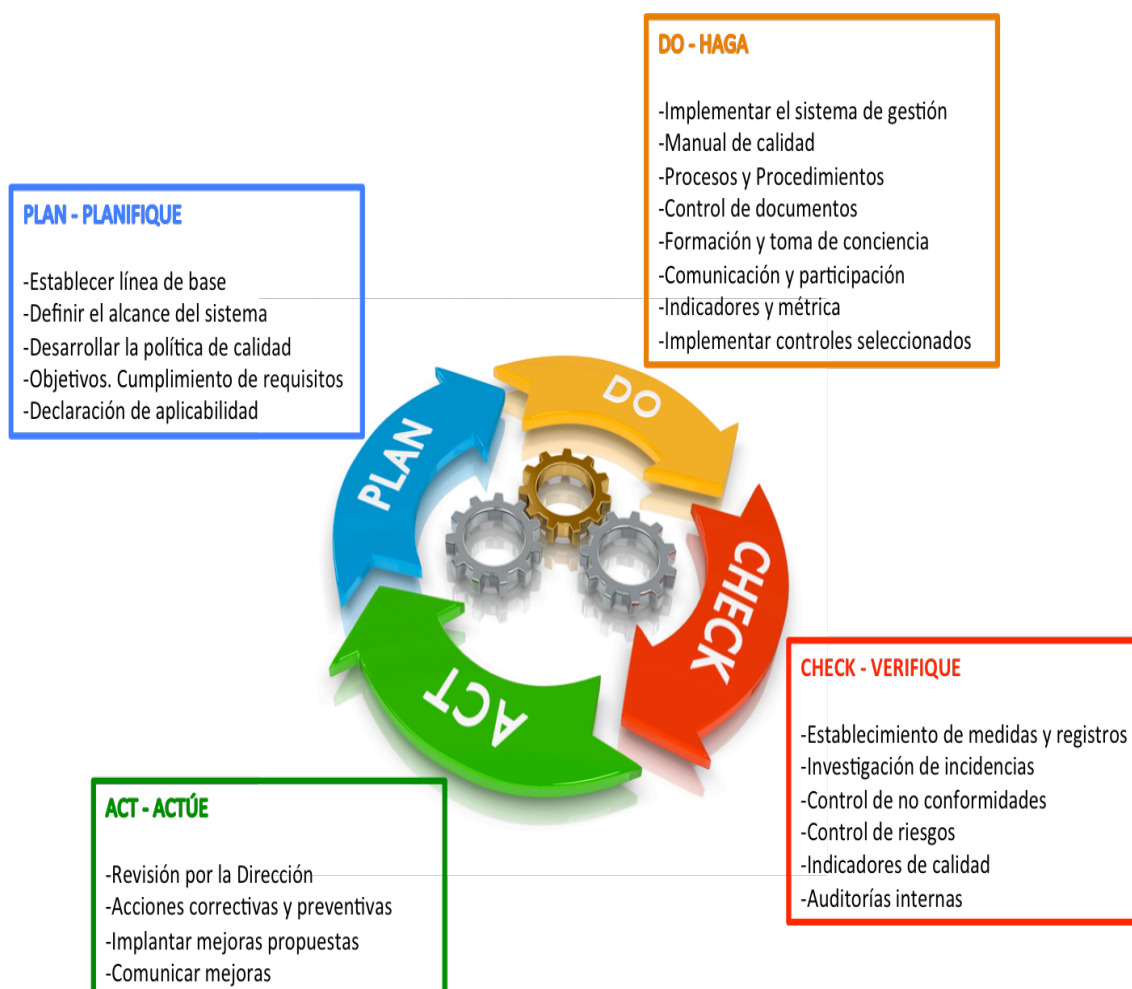 PLAN - PLANIFIQUE
-Establecer línea de base
-Definir el alcance del sistema
-Desarrollar la política de calidad
-Objetivos. Cumplimiento de requisitos
-Declaración de aplicabilidad
DO - HAGA
-Implementar el sistema de gestión
-Manual de calidad
-Procesos y Procedimientos
-Control de documentos
-Formación y toma de conciencia
-Comunicación y participación
-Indicadores y métrica
-Implementar controles seleccionados
PLAN
DO
CHECK
ACT
CHECK - VERIFIQUE
-Establecimiento de medidas y registros
-Investigación de incidencias
-Control de no conformidades
-Control de riesgos
-Indicadores de calidad
-Auditorías internas
ACT - ACTÚE
-Revisión por la Dirección
-Acciones correctivas y preventivas
-Implantar mejoras propuestas
-Comunicar mejoras